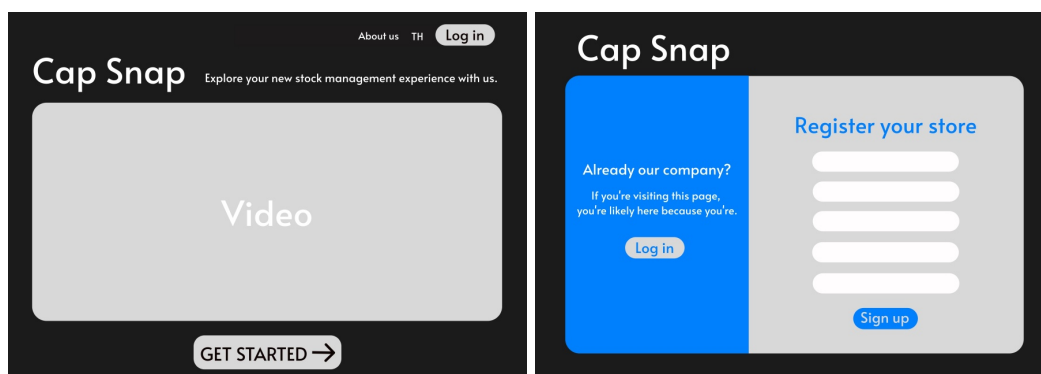 About us TH Log in
Cap Snap Explore your new stock management experience with us.
Video
GET STARTED
Cap Snap
Already our company?
If you're visiting this page,
you're likely here because you're.
Log in
Register your store
Sign up